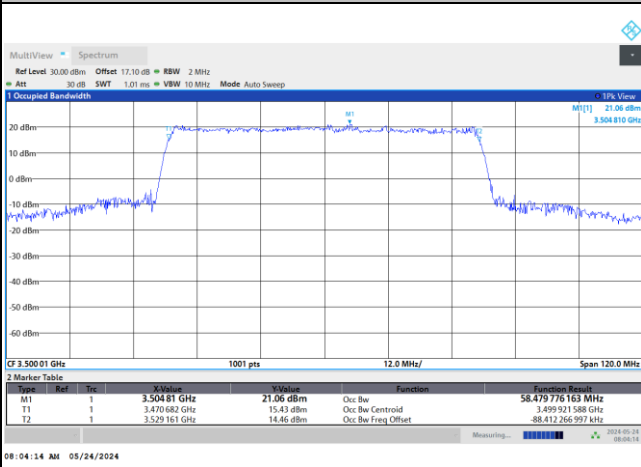 MultiView Spectrum
Ref Level 30.00 dBm Offset 17.10 dB RBW 2 MHz
Att 30 dB SWT 1.01 ms VBW 10 MHz Mode Auto Sweep
1 Occupied Bandwidth 1Pk View
M1[1] 21.06 dBm
3.504 810 GHz
M1
T1
T2
20 dBm
10 dBm
0 dBm
-10 dBm
-20 dBm
-30 dBm
-40 dBm
-50 dBm
-60 dBm
CF 3.500 01 GHz 1001 pts 12.0 MHz/ Span 120.0 MHz
2 Marker Table
Type Ref Trc X-Value Y-Value Function Function Result
M1 1 3.504 81 GHz 21.06 dBm Occ Bw 58.479 776 163 MHz
T1 1 3.470 682 GHz 15.43 dBm Occ Bw Centroid 3.499 921 588 GHz
T2 1 3.529 161 GHz 14.46 dBm Occ Bw Freq Offset -88.412 266 997 kHz
Measuring... 2024-05-24
08:04:14
08:04:14 AM 05/24/2024